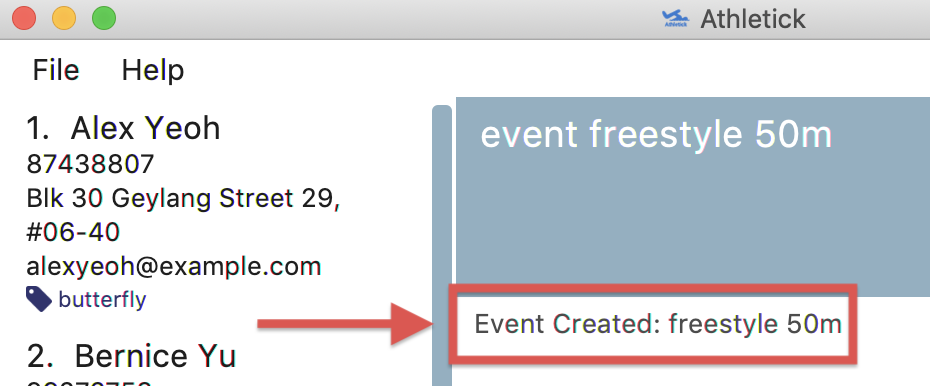 Athletick
File Help
1. Alex Yeoh
87438807
Blk 30 Geylang Street 29,
#06-40
alexyeoh@example.com
butterfly
2. Bernice Yu
event freestyle 50m
Event Created: freestyle 50m